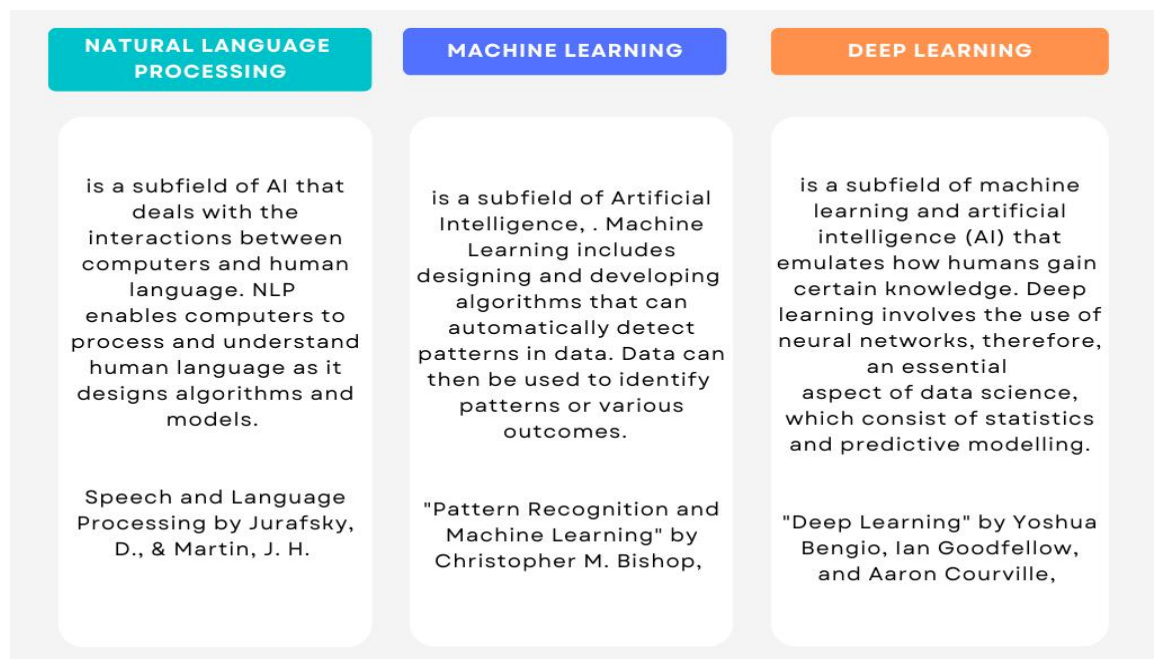 NATURAL LANGUAGE
PROCESSING
is a subfield of AI that
deals with the
interactions between
computers and human
language. NLP
enables computers to
process and understand
human language as it
designs algorithms and
models.
Speech and Language
Processing by Jurafsky,
D., & Martin, J. H.
MACHINE LEARNING
is a subfield of Artificial
Intelligence, . Machine
Learning includes
designing and developing
algorithms that can
automatically detect
patterns in data. Data can
then be used to identify
patterns or various
outcomes.
"Pattern Recognition and
Machine Learning" by
Christopher M. Bishop,
DEEP LEARNING
is a subfield of machine
learning and artificial
intelligence (AI) that
emulates how humans gain
certain knowledge. Deep
learning involves the use of
neural networks, therefore,
an essential
aspect of data science,
which consist of statistics
and predictive modelling.
"Deep Learning" by Yoshua
Bengio, Ian Goodfellow,
and Aaron Courville,